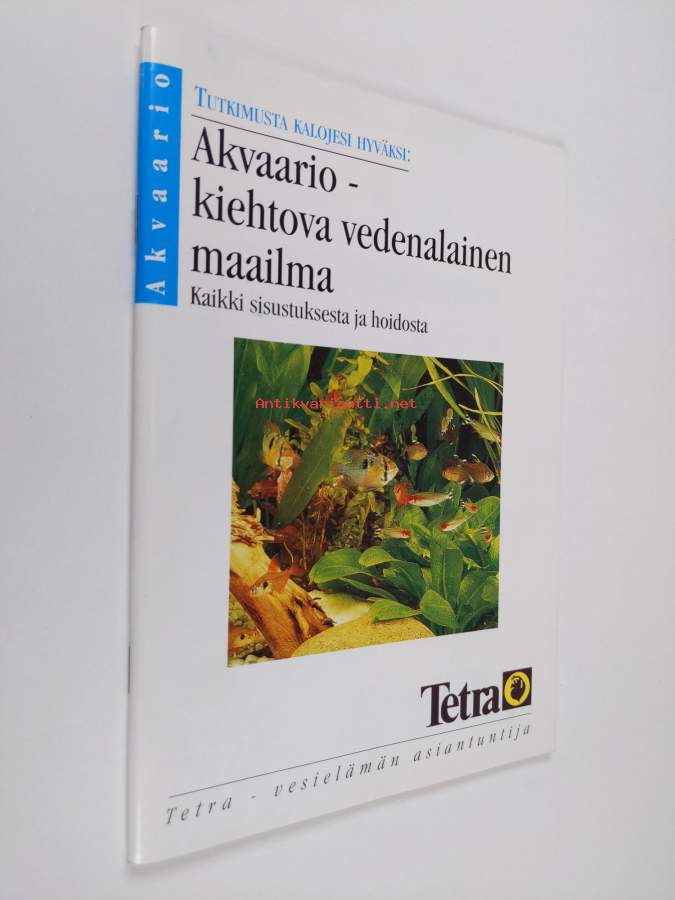 Akvaario
TUTKIMUSTA KALOJESI HYVÄKSI:
Akvaario -
kiehtova vedenalainen
maailma
Kaikki sisustuksesta ja hoidosta
Antikvariaatti.net
Tetra
Tetra - vesielämän asiantuntija